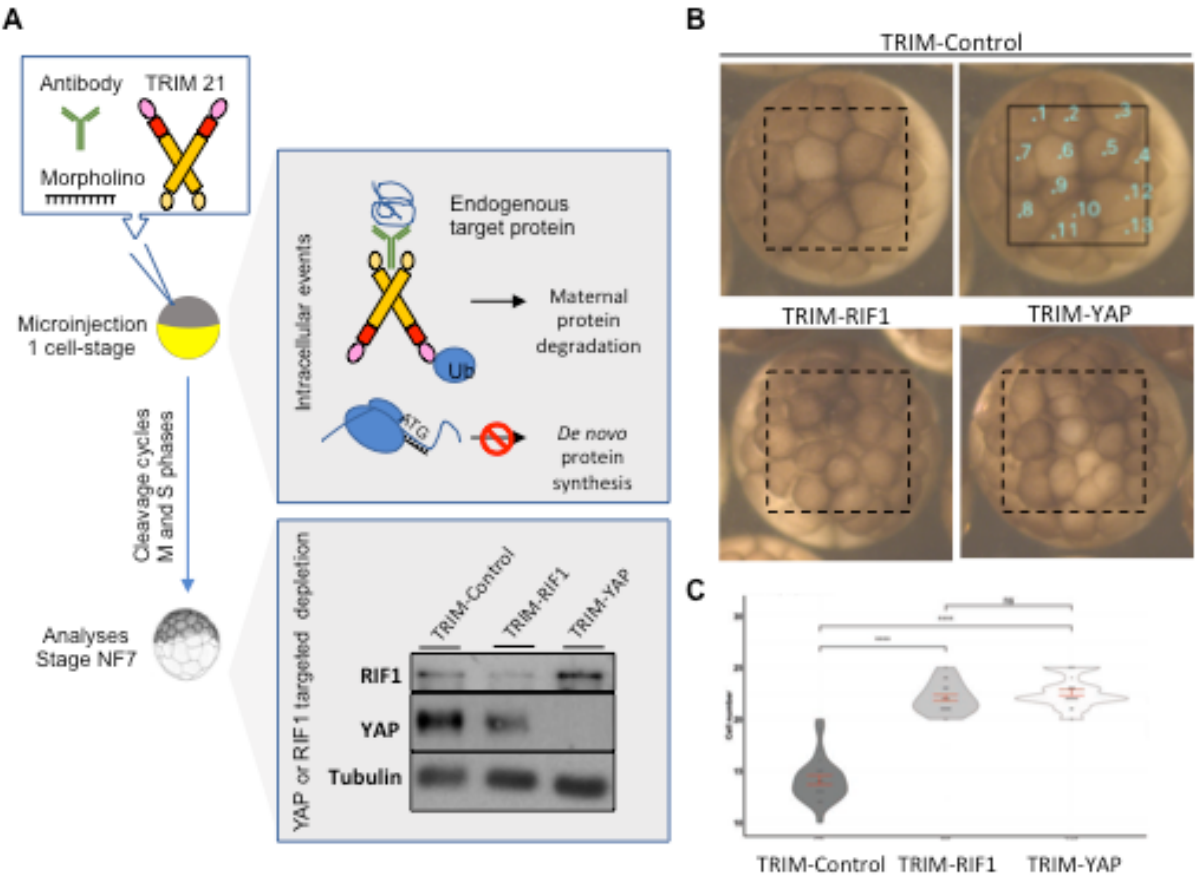 A
Antibody TRIM 21
Morpholino
Microinjection
1 cell-stage
Cleavage cycles
M and S phases
Analyses
Stage NF7
Intracellular events
Endogenous
target protein
Maternal
protein
degradation
Ub
ATG
De novo
protein
synthesis
YAP or RIF1 targeted depletion
TRIM-Control
TRIM-RIF1
TRIM-YAP
RIF1
YAP
Tubulin
B
TRIM-Control
.1 .2 .3
.7 .6 .5 .4
.9 .12
.8 .10
.11 .13
TRIM-RIF1 TRIM-YAP
C
Cell number
ns
****
****
20
15
10
TRIM-Control TRIM-RIF1 TRIM-YAP